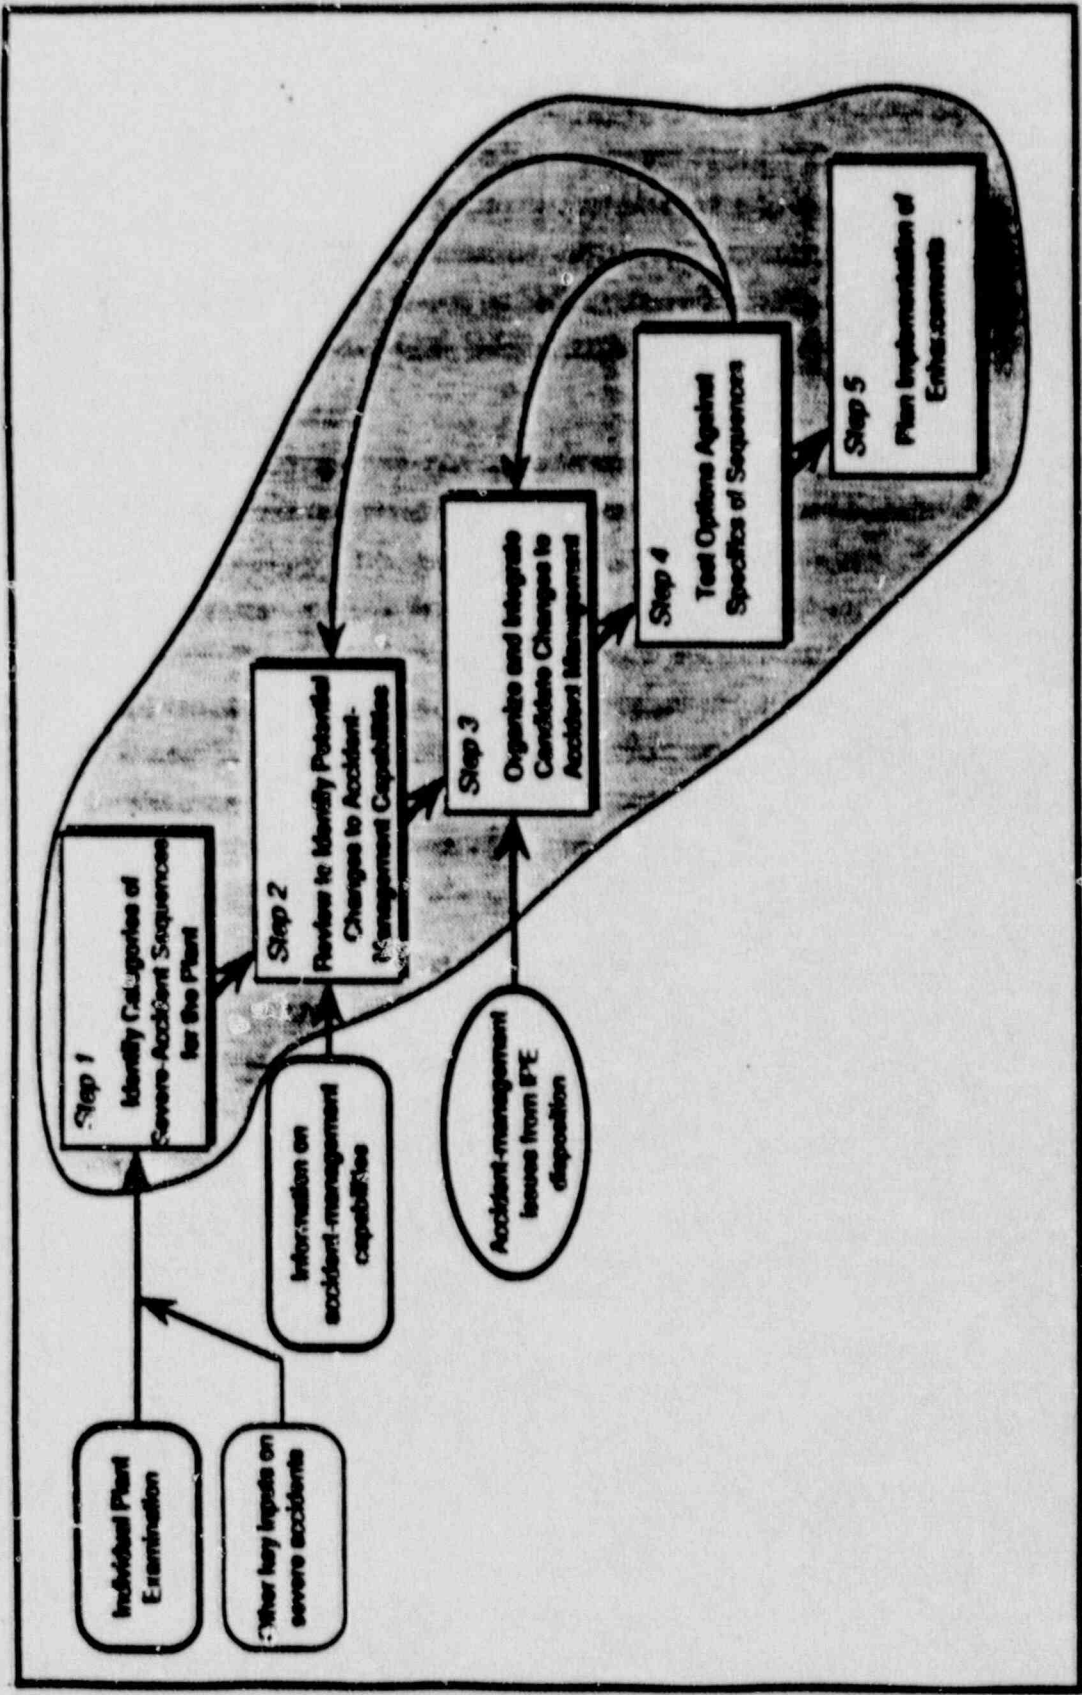 Individual Plant
Examination
Other key inputs on
severe accidents
Step 1
Identify Categories of
Severe-Accident Sequences
for the Plant
Information on
accident-management
capabilities
Step 2
Review to Identify Potential
Changes to Accident-
Management Capabilities
Accident-management
issues from IPE
disposition
Step 3
Organize and Integrate
Candidate Changes to
Accident Management
Step 4
Test Options Against
Specifics of Sequences
Step 5
Plan Implementation of
Enhancements